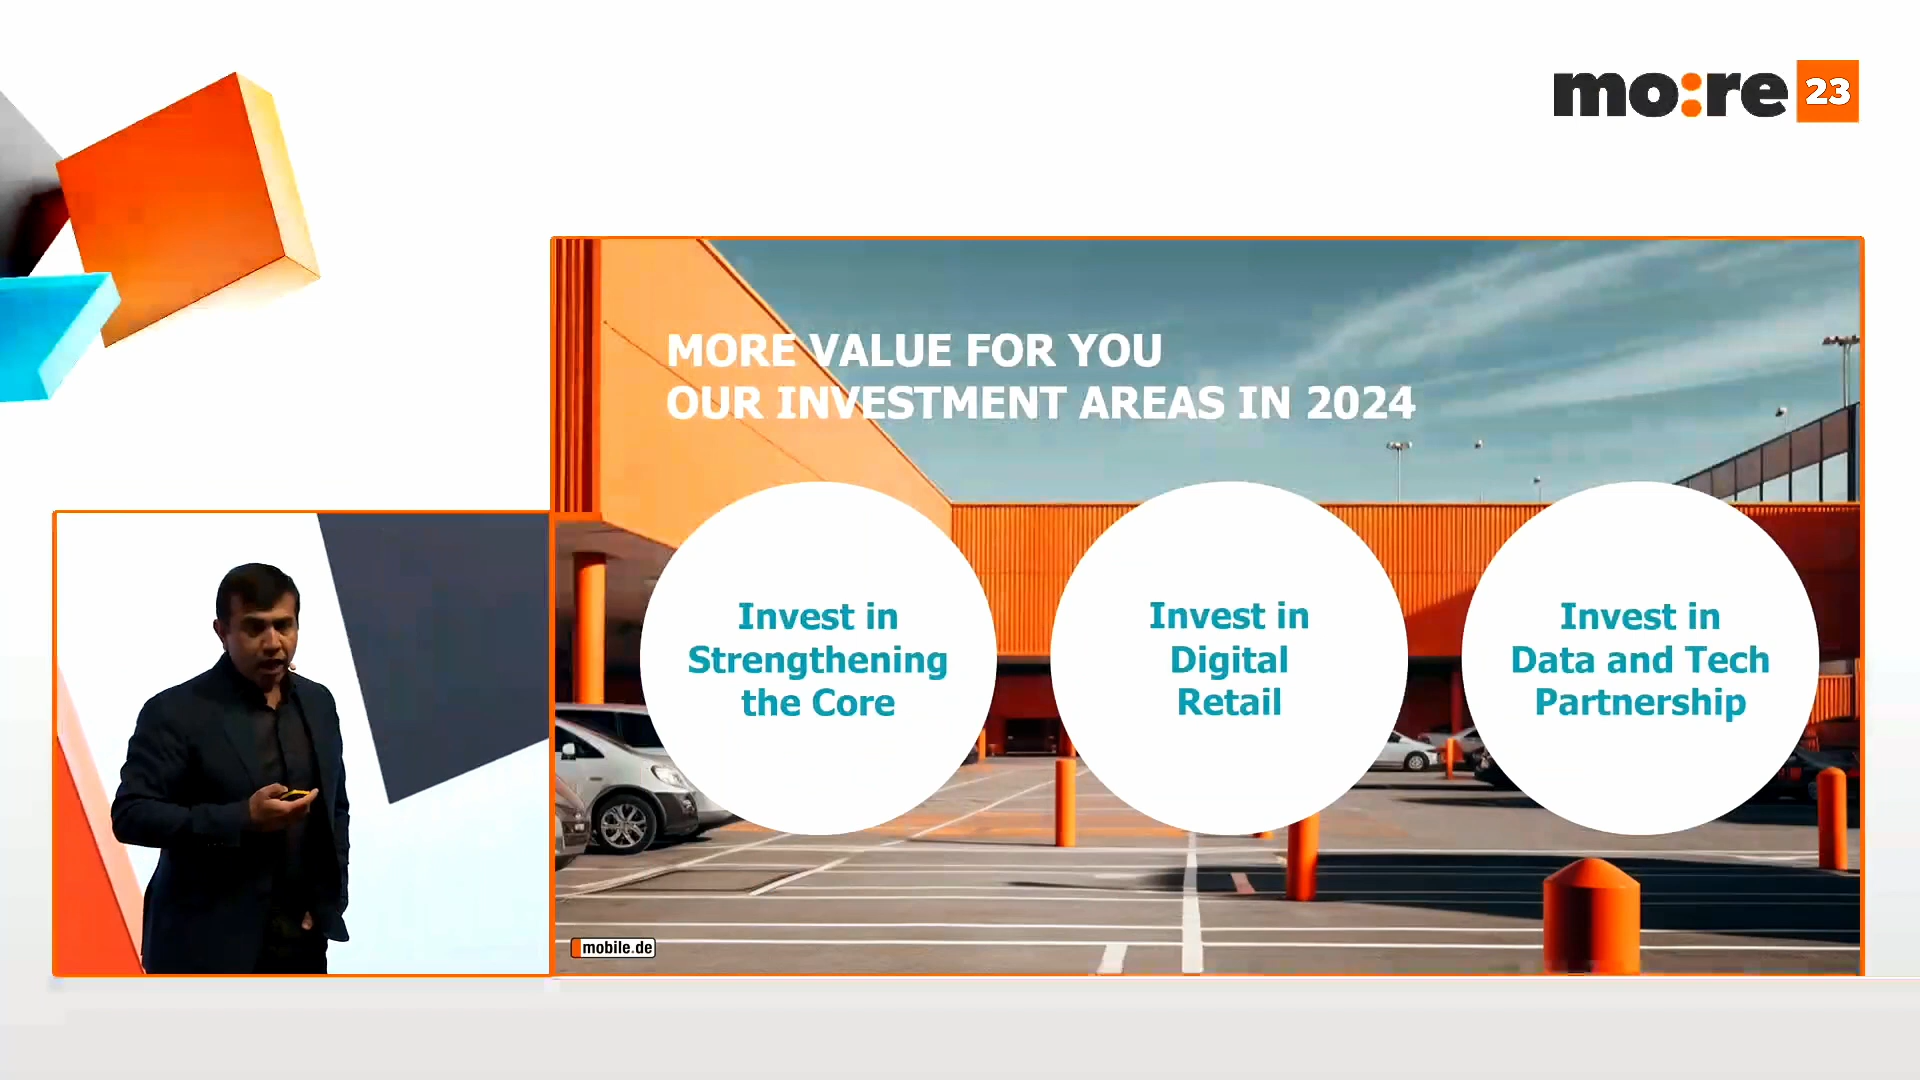 mo:re 23
MORE VALUE FOR YOU
OUR INVESTMENT AREAS IN 2024
Invest in
Strengthening
the Core
Invest in
Digital
Retail
Invest in
Data and Tech
Partnership
mobile.de